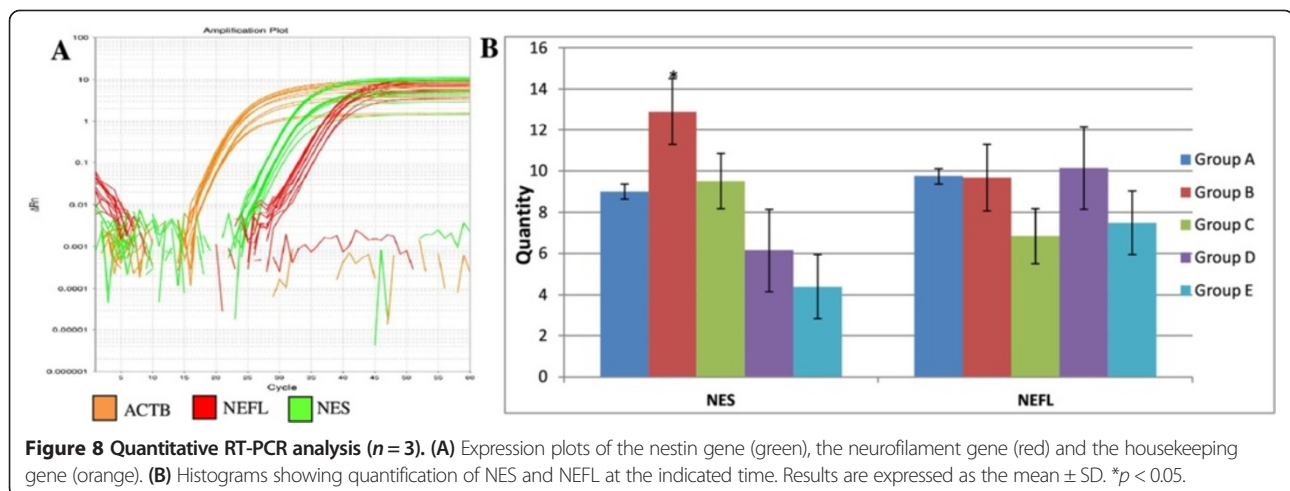 A
Amplification Plot
100
10
1
0.1
0.01
0.001
0.0001
0.00001
0.000001
ΔRn
5 10 15 20 25 30 35 40 45 50 55 60
Cycle
ACTB NEFL NES
B
16
14
12
10
8
6
4
2
0
Quantity
*
NES NEFL
Group A
Group B
Group C
Group D
Group E
Figure 8 Quantitative RT-PCR analysis (n = 3). (A) Expression plots of the nestin gene (green), the neurofilament gene (red) and the housekeeping
gene (orange). (B) Histograms showing quantification of NES and NEFL at the indicated time. Results are expressed as the mean ± SD. *p < 0.05.